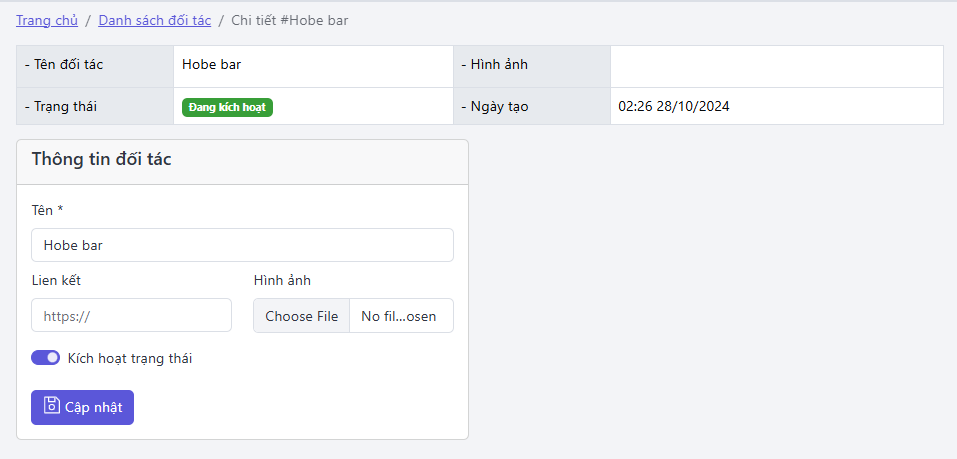 Trang chủ / Danh sách đối tác / Chi tiết #Hobe bar
- Tên đối tác Hobe bar - Hình ảnh
- Trạng thái Đang kích hoạt - Ngày tạo 02:26 28/10/2024
Thông tin đối tác
Tên *
Hobe bar
Lien kết Hình ảnh
https:// Choose File No fil...osen
Kích hoạt trạng thái
Cập nhật